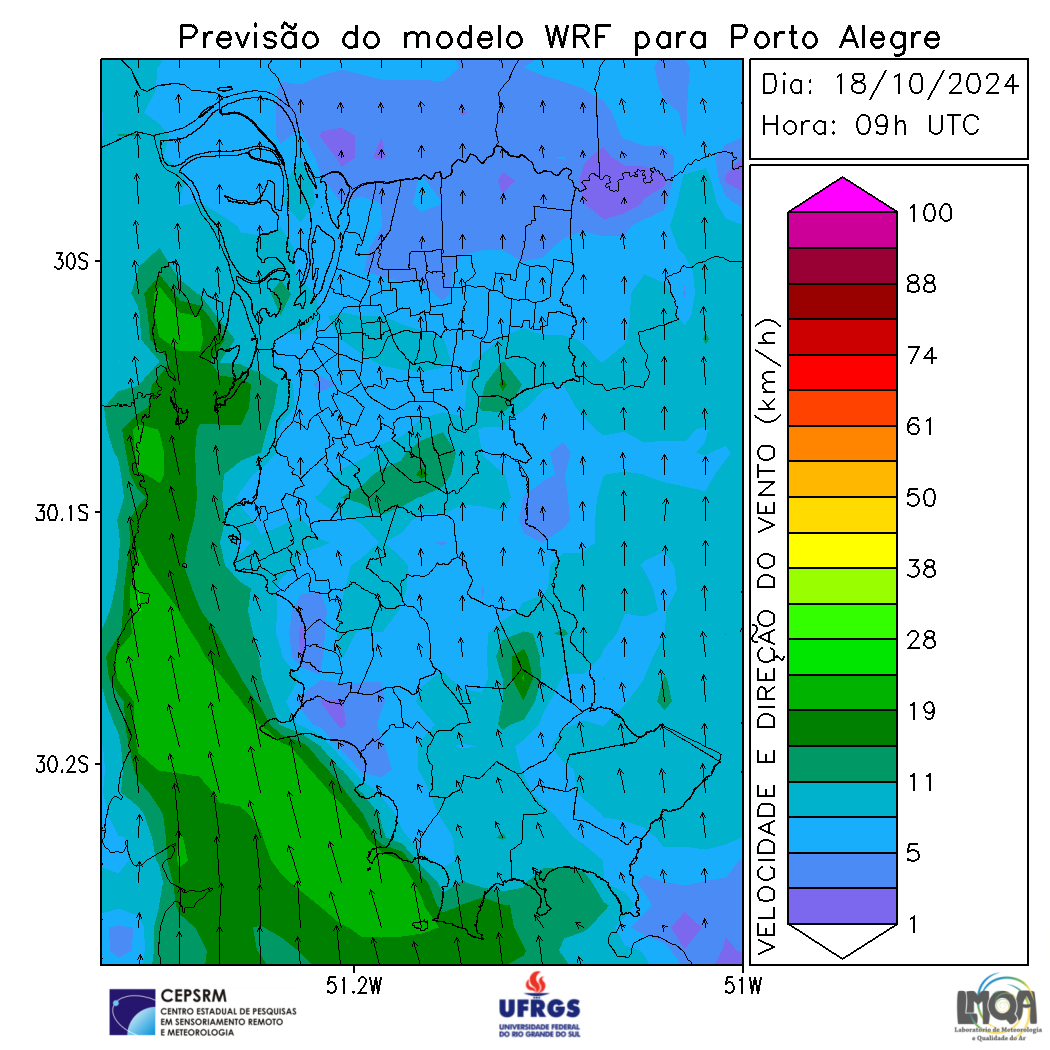 Previsão do modelo WRF para Porto Alegre
Dia: 18/10/2024
Hora: 09h UTC
30S
30.1S
30.2S
51.2W
51W
VELOCIDADE E DIREÇÃO DO VENTO (km/h)
100
88
74
61
50
38
28
19
11
5
1
CEPSRM
CENTRO ESTADUAL DE PESQUISAS
EM SENSORIAMENTO REMOTO
E METEOROLOGIA
UFRGS
UNIVERSIDADE FEDERAL
DO RIO GRANDE DO SUL
LMQA
Laboratório de Meteorologia
e Qualidade do Ar